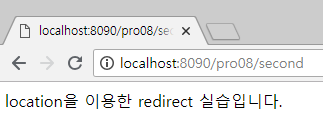 localhost:8090/pro08/sec
localhost:8090/pro08/second
location을 이용한 redirect 실습입니다.